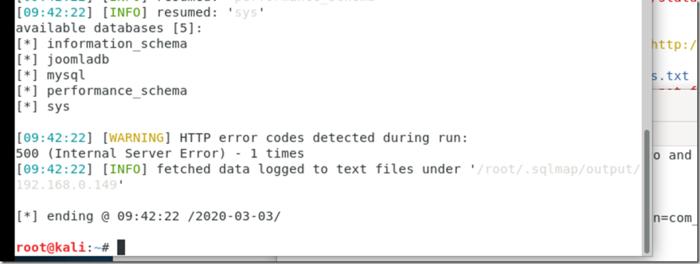 [09:42:22] [INFO] resumed: 'sys'
available databases [5]:
[*] information_schema
[*] joomladb
[*] mysql
[*] performance_schema
[*] sys
[09:42:22] [WARNING] HTTP error codes detected during run:
500 (Internal Server Error) - 1 times
[09:42:22] [INFO] fetched data logged to text files under '/root/.sqlmap/output/
192.168.0.149'
[*] ending @ 09:42:22 /2020-03-03/
root@kali:~#
http:/
s.txt
o and
n=com_